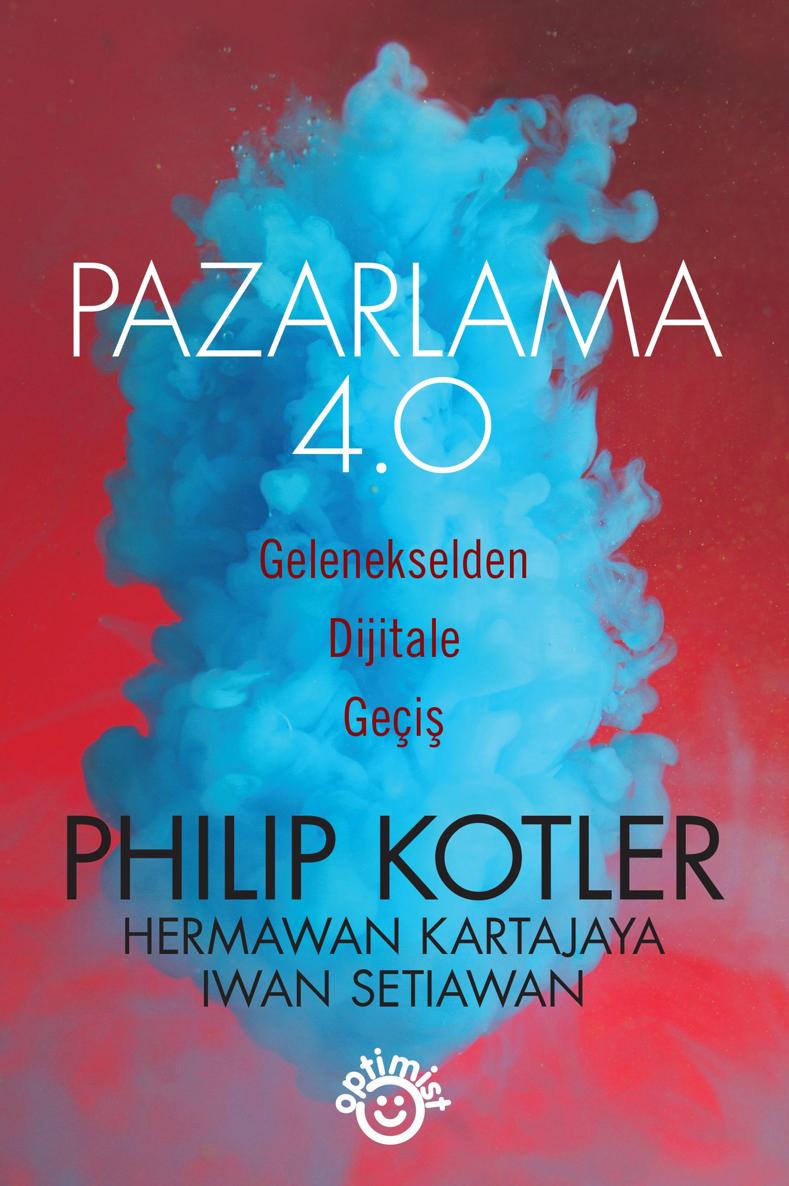 PAZARLAMA
4.0
Gelenekselden
Dijitale
Geçiş
PHILIP KOTLER
HERMAWAN KARTAJAYA
IWAN SETIAWAN
optimist